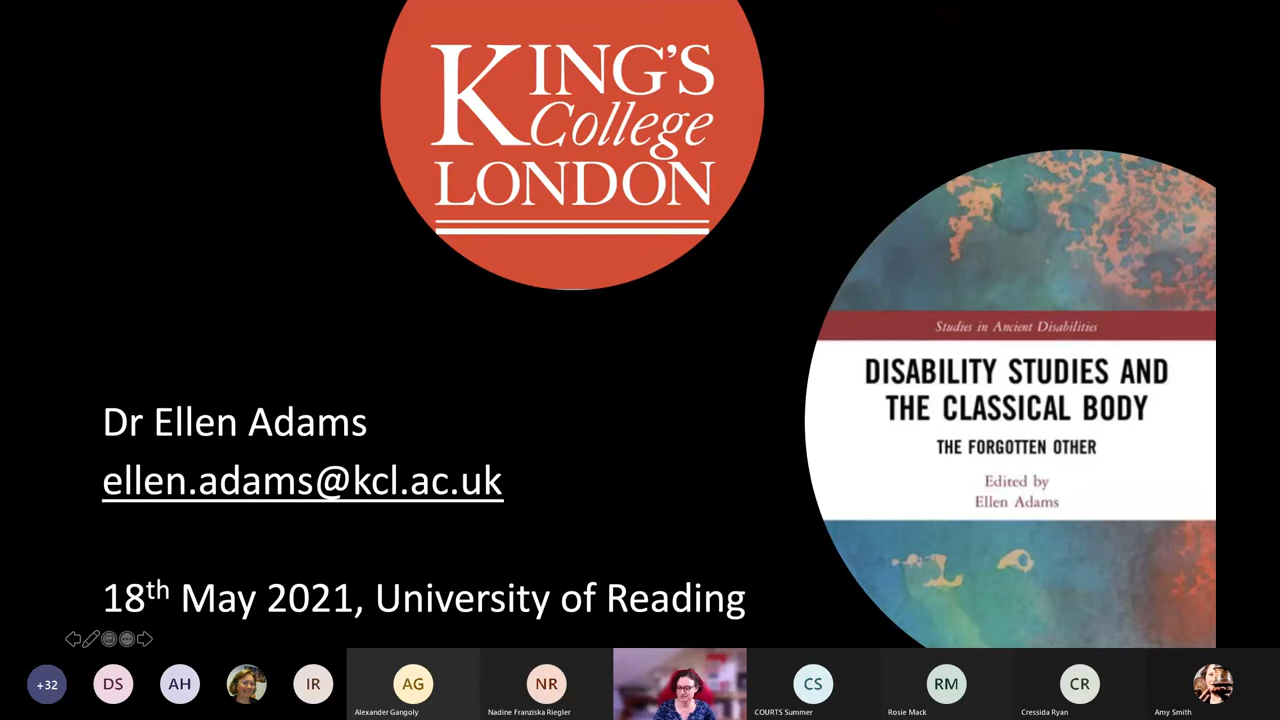 KING'S
College
LONDON
Studies in Ancient Disabilities
DISABILITY STUDIES AND
THE CLASSICAL BODY
THE FORGOTTEN OTHER
Edited by
Ellen Adams
Dr Ellen Adams
ellen.adams@kcl.ac.uk
18th May 2021, University of Reading
+32
DS
AH
IR
AG
NR
CS
RM
CR
Alexander Gangoly
Nadine Franziska Riegler
COURTS Summer
Rosie Mack
Cressida Ryan
Amy Smith